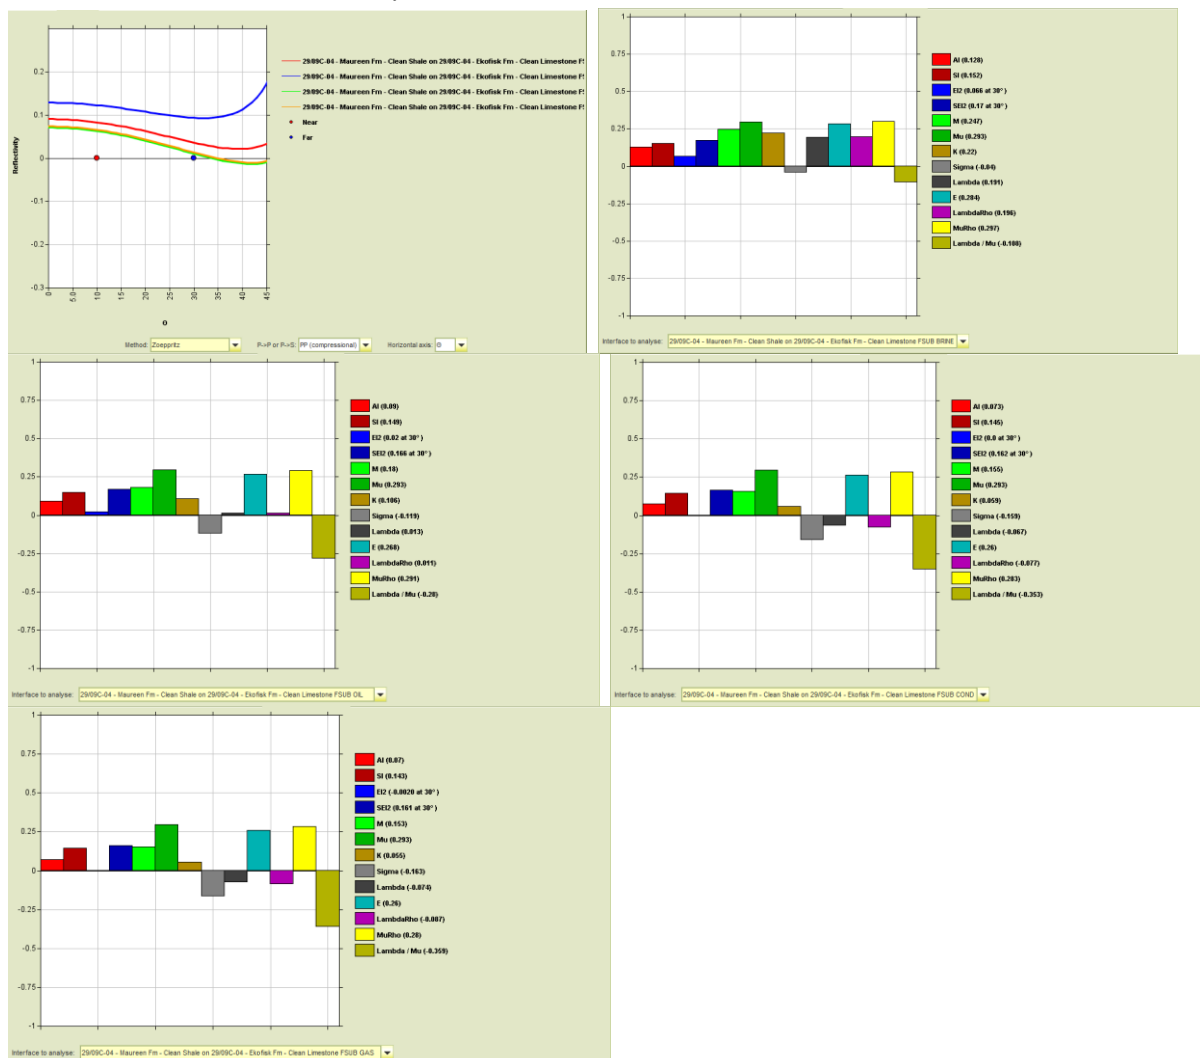 0.2
0.1
0
-0.1
-0.2
-0.3
Reflectivity
0
5.0
10
15
20
25
30
35
40
45
Θ
29/09C-04 - Maureen Fm - Clean Shale on 29/09C-04 - Ekofisk Fm - Clean Limestone FS
29/09C-04 - Maureen Fm - Clean Shale on 29/09C-04 - Ekofisk Fm - Clean Limestone FS
29/09C-04 - Maureen Fm - Clean Shale on 29/09C-04 - Ekofisk Fm - Clean Limestone FS
29/09C-04 - Maureen Fm - Clean Shale on 29/09C-04 - Ekofisk Fm - Clean Limestone FS
Near
Far
Method: Zoeppritz P->P or P->S: PP (compressional) Horizontal axis: Θ
1
0.75
0.5
0.25
0
-0.25
-0.5
-0.75
-1
AI (0.128)
SI (0.152)
EI2 (0.066 at 30° )
SEI2 (0.17 at 30° )
M (0.247)
Mu (0.293)
K (0.22)
Sigma (-0.04)
Lambda (0.191)
E (0.284)
LambdaRho (0.196)
MuRho (0.297)
Lambda / Mu (-0.108)
Interface to analyse: 29/09C-04 - Maureen Fm - Clean Shale on 29/09C-04 - Ekofisk Fm - Clean Limestone FSUB BRINE
1
0.75
0.5
0.25
0
-0.25
-0.5
-0.75
-1
AI (0.09)
SI (0.149)
EI2 (0.02 at 30° )
SEI2 (0.166 at 30° )
M (0.18)
Mu (0.293)
K (0.106)
Sigma (-0.119)
Lambda (0.013)
E (0.268)
LambdaRho (0.011)
MuRho (0.291)
Lambda / Mu (-0.28)
Interface to analyse: 29/09C-04 - Maureen Fm - Clean Shale on 29/09C-04 - Ekofisk Fm - Clean Limestone FSUB OIL
1
0.75
0.5
0.25
0
-0.25
-0.5
-0.75
-1
AI (0.073)
SI (0.145)
EI2 (0.0 at 30° )
SEI2 (0.162 at 30° )
M (0.155)
Mu (0.293)
K (0.059)
Sigma (-0.159)
Lambda (-0.067)
E (0.26)
LambdaRho (-0.077)
MuRho (0.283)
Lambda / Mu (-0.353)
Interface to analyse: 29/09C-04 - Maureen Fm - Clean Shale on 29/09C-04 - Ekofisk Fm - Clean Limestone FSUB COND
1
0.75
0.5
0.25
0
-0.25
-0.5
-0.75
-1
AI (0.07)
SI (0.143)
EI2 (-0.0020 at 30° )
SEI2 (0.161 at 30° )
M (0.153)
Mu (0.293)
K (0.055)
Sigma (-0.163)
Lambda (-0.074)
E (0.26)
LambdaRho (-0.087)
MuRho (0.28)
Lambda / Mu (-0.359)
Interface to analyse: 29/09C-04 - Maureen Fm - Clean Shale on 29/09C-04 - Ekofisk Fm - Clean Limestone FSUB GAS